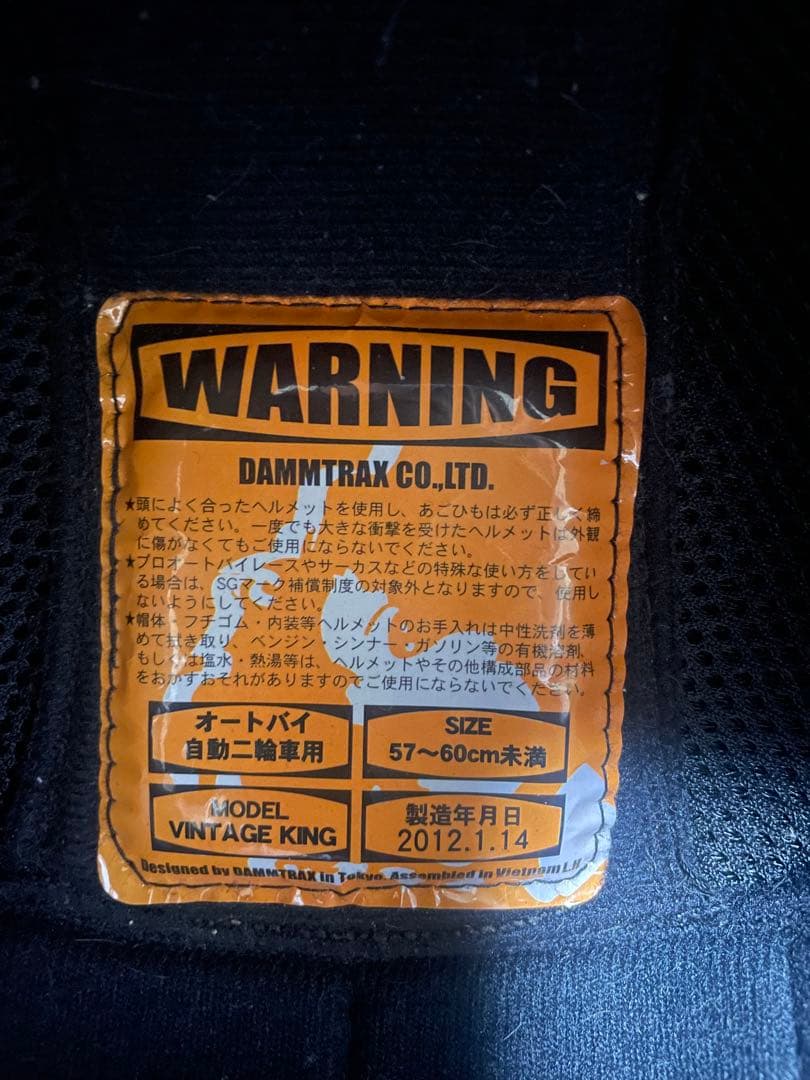 WARNING
DAMMTRAX CO.,LTD.
★頭によく合ったヘルメットを使用し、あごひもは必ず正しく締
めてください。一度でも大きな衝撃を受けたヘルメットは外観
に傷がなくてもご使用にならないでください。
★プロオートバイレースやサーカスなどの特殊な使い方をしてい
る場合は、SGマーク補償制度の対象外となりますので、使用し
ないようにしてください。
★帽体・フチゴム・内装等ヘルメットのお手入れは中性洗剤を薄
めて拭き取り、ベンジン・シンナー・ガソリン等の有機溶剤、
もしくは塩水・熱湯等は、ヘルメットやその他構成部品の材料
をおかすおそれがありますのでご使用にならないでください。
オートバイ
自動二輪車用
SIZE
57～60cm未満
MODEL
VINTAGE KING
製造年月日
2012.1.14
Designed by DAMMTRAX in Tokyo. Assembled in Vietnam L.H.